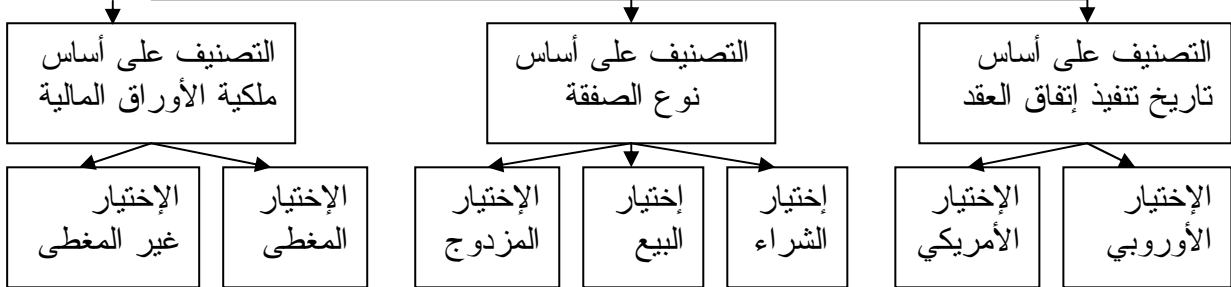 التصنيف على أساس
تاريخ تنفيذ إتفاق العقد
التصنيف على أساس
نوع الصفقة
التصنيف على أساس
ملكية الأوراق المالية
الإختيار
الأوروبي
الإختيار
الأمريكي
إختيار
الشراء
إختيار
البيع
الإختيار
المزدوج
الإختيار
المغطى
الإختيار
غير المغطى